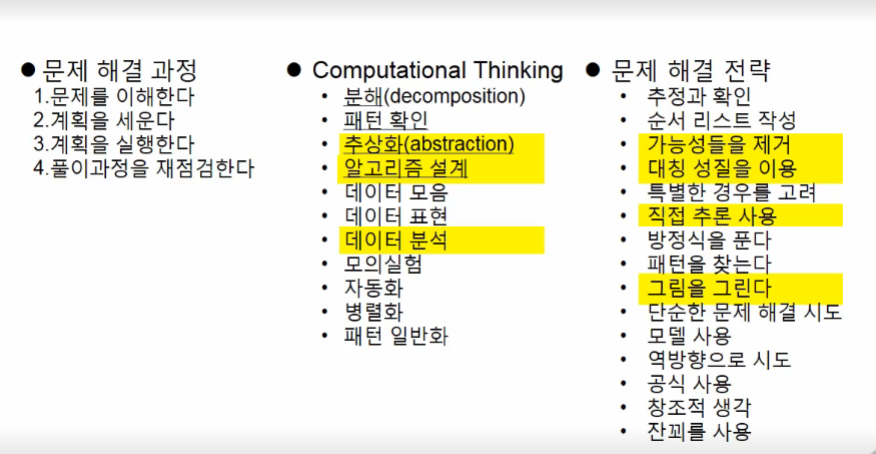 ● 문제 해결 과정
1.문제를 이해한다
2.계획을 세운다
3.계획을 실행한다
4.풀이과정을 재점검한다
● Computational Thinking
• 분해(decomposition)
• 패턴 확인
• 추상화(abstraction)
• 알고리즘 설계
• 데이터 모음
• 데이터 표현
• 데이터 분석
• 모의실험
• 자동화
• 병렬화
• 패턴 일반화
● 문제 해결 전략
• 추정과 확인
• 순서 리스트 작성
• 가능성들을 제거
• 대칭 성질을 이용
• 특별한 경우를 고려
• 직접 추론 사용
• 방정식을 푼다
• 패턴을 찾는다
• 그림을 그린다
• 단순한 문제 해결 시도
• 모델 사용
• 역방향으로 시도
• 공식 사용
• 창조적 생각
• 잔꾀를 사용